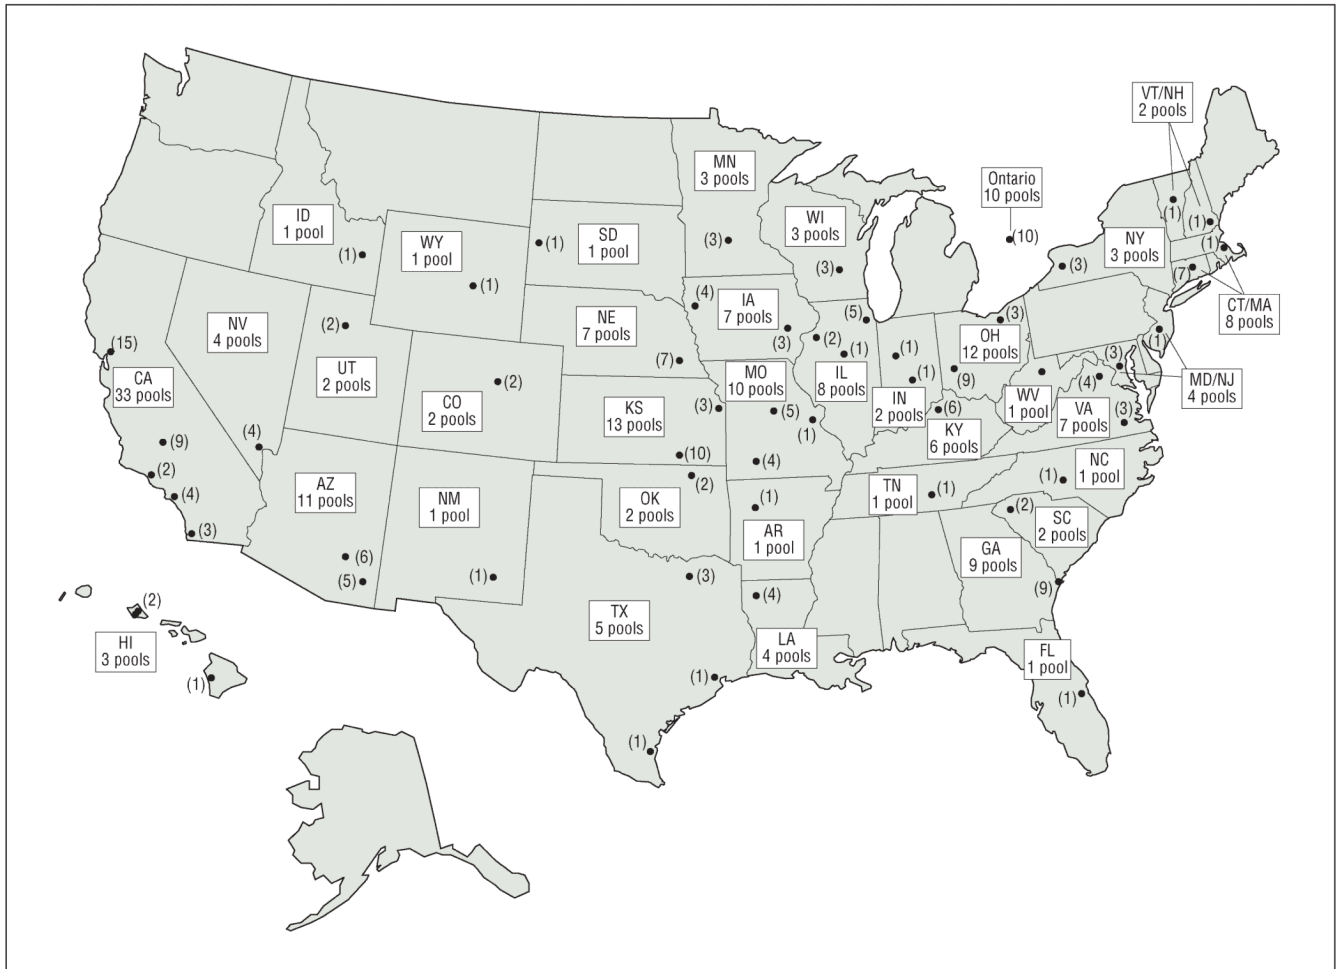 VT/NH
2 pools
MN
3 pools
Ontario
10 pools
(10)
ID
1 pool
(1)
WY
1 pool
(1)
SD
1 pool
(1)
(3)
WI
3 pools
(3)
NY
3 pools
(3)
(1)
(1)
(1)
(7)
CT/MA
8 pools
NV
4 pools
(4)
(2)
UT
2 pools
NE
7 pools
(7)
(4)
IA
7 pools
(3)
(5)
(2)
(1)
IL
8 pools
(1)
(1)
IN
2 pools
(3)
OH
12 pools
(9)
(1)
(3)
MD/NJ
4 pools
(15)
CA
33 pools
(9)
(2)
(4)
(3)
(2)
CO
2 pools
KS
13 pools
(3)
(10)
MO
10 pools
(5)
(1)
(4)
(6)
KY
6 pools
WV
1 pool
(4)
VA
7 pools
(3)
AZ
11 pools
(6)
(5)
NM
1 pool
(1)
OK
2 pools
(2)
(1)
AR
1 pool
TN
1 pool
(1)
NC
1 pool
(1)
(2)
SC
2 pools
GA
9 pools
(9)
TX
5 pools
(3)
(1)
(1)
(4)
LA
4 pools
FL
1 pool
(1)
(2)
HI
3 pools
(1)